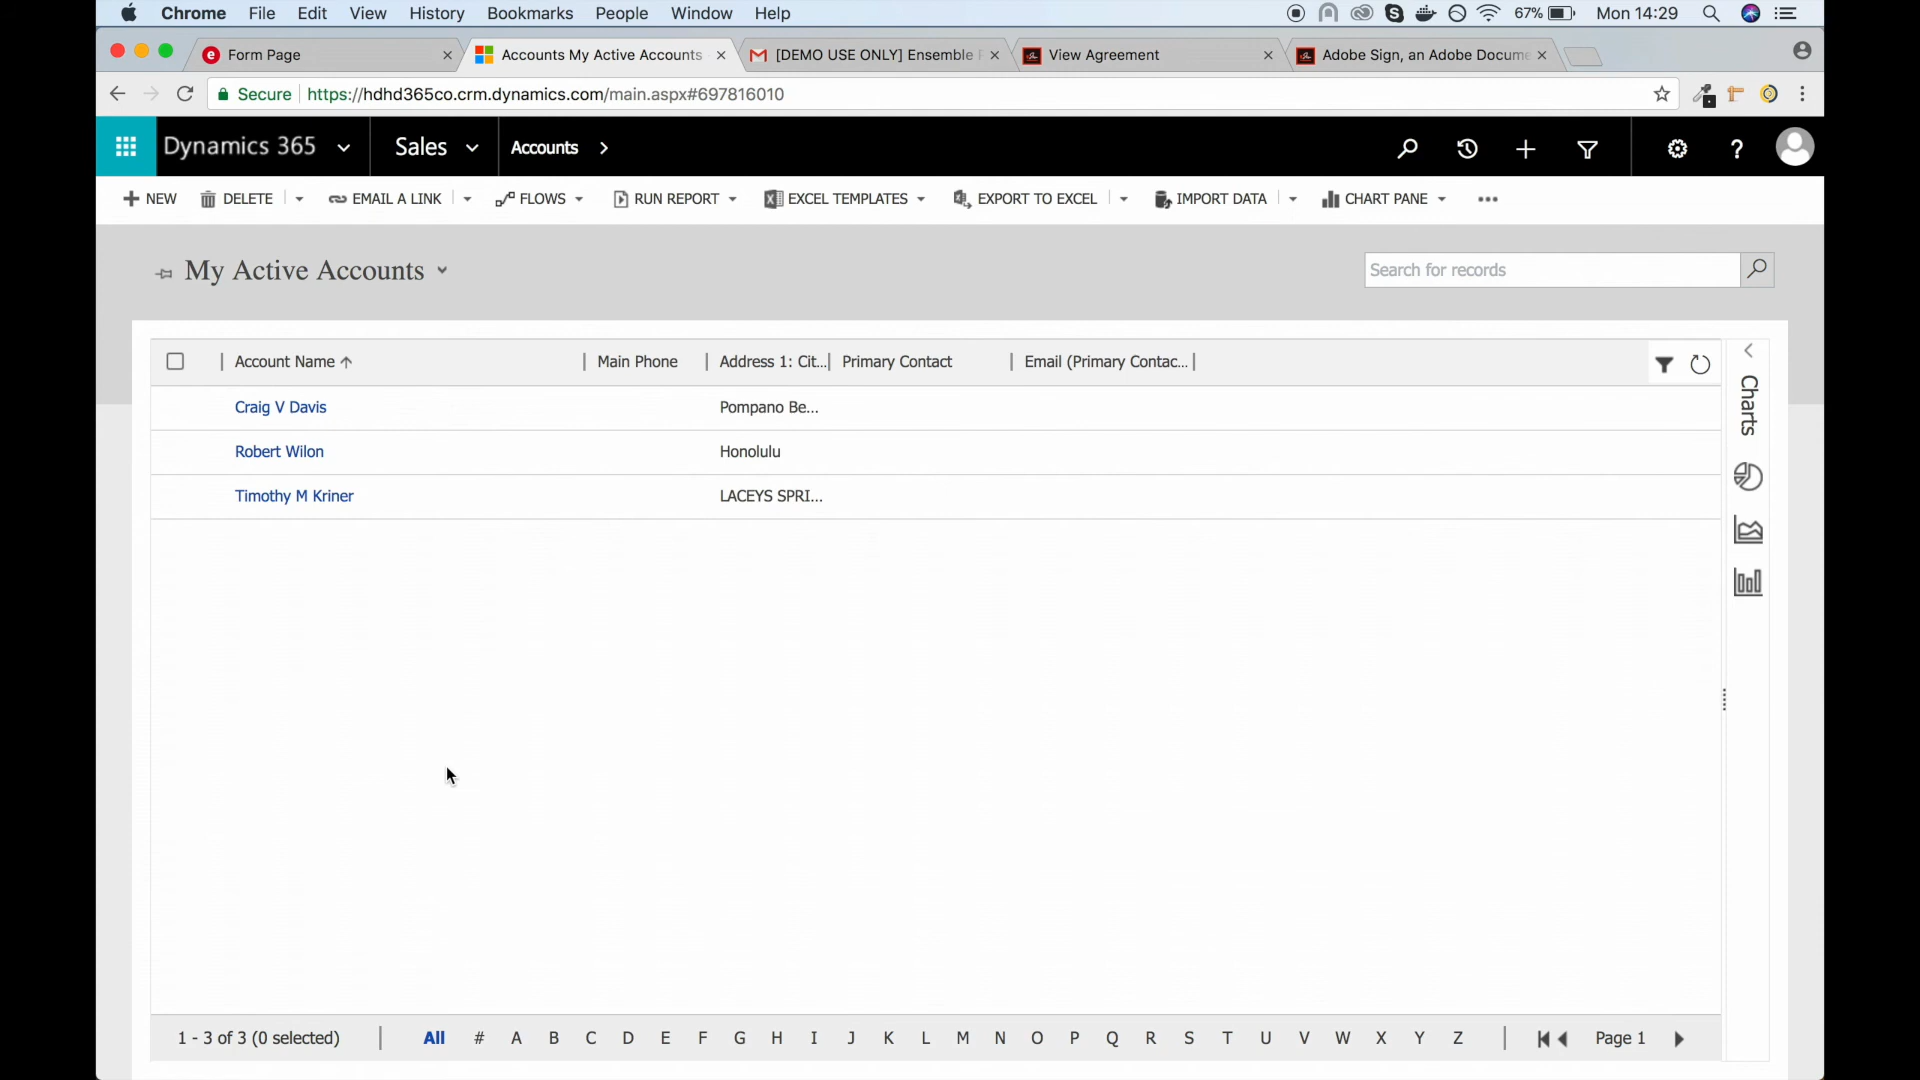 Chrome File Edit View History Bookmarks People Window Help 67% Mon 14:29
Form Page Accounts My Active Accounts [DEMO USE ONLY] Ensemble View Agreement Adobe Sign, an Adobe Docume
Secure https://hdhd365co.crm.dynamics.com/main.aspx#697816010
Dynamics 365 Sales Accounts
NEW DELETE EMAIL A LINK FLOWS RUN REPORT EXCEL TEMPLATES EXPORT TO EXCEL IMPORT DATA CHART PANE
My Active Accounts Search for records
Account Name Main Phone Address 1: Cit... Primary Contact Email (Primary Contac...
Craig V Davis Pompano Be...
Robert Wilon Honolulu
Timothy M Kriner LACEYS SPRI...
Charts
1 - 3 of 3 (0 selected) All # A B C D E F G H I J K L M N O P Q R S T U V W X Y Z Page 1